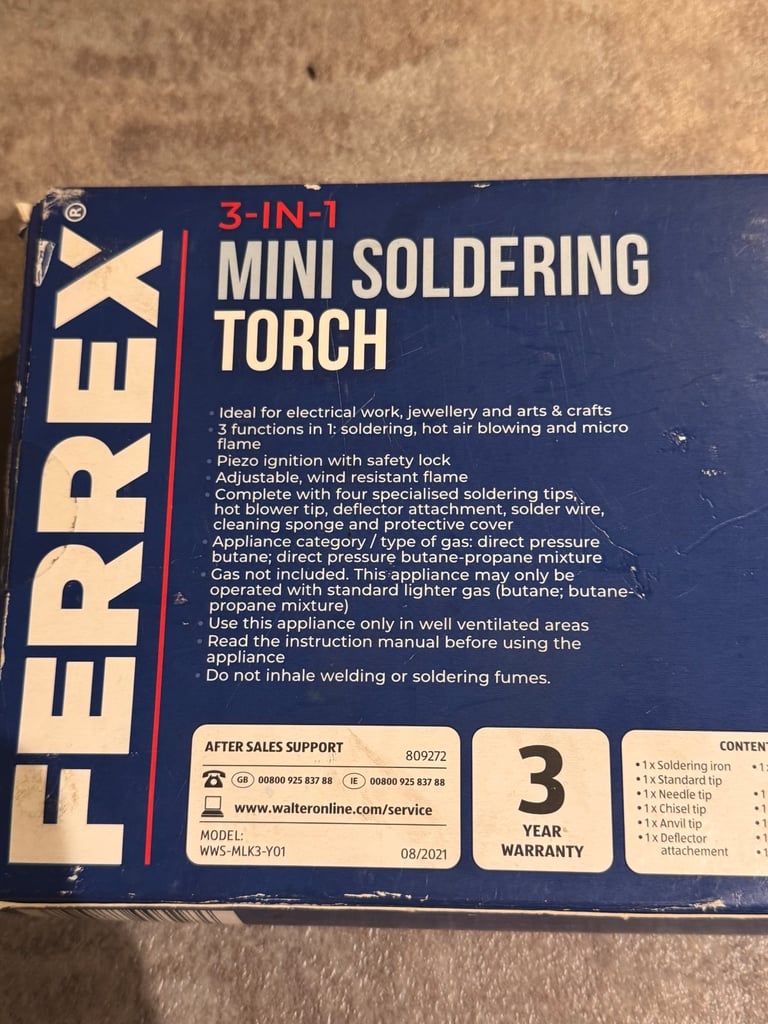 FERREX®
3-IN-1
MINI SOLDERING
TORCH
• Ideal for electrical work, jewellery and arts & crafts
• 3 functions in 1: soldering, hot air blowing and micro
flame
• Piezo ignition with safety lock
• Adjustable, wind resistant flame
• Complete with four specialised soldering tips,
hot blower tip, deflector attachment, solder wire,
cleaning sponge and protective cover
• Appliance category / type of gas: direct pressure
butane; direct pressure butane-propane mixture
• Gas not included. This appliance may only be
operated with standard lighter gas (butane; butane-
propane mixture)
• Use this appliance only in well ventilated areas
• Read the instruction manual before using the
appliance
• Do not inhale welding or soldering fumes.
AFTER SALES SUPPORT
809272
GB 00800 925 837 88 IE 00800 925 837 88
www.walteronline.com/service
MODEL:
WWS-MLK3-Y01 08/2021
3
YEAR
WARRANTY
CONTENT
• 1 x Soldering iron
• 1 x Standard tip
• 1 x Needle tip
• 1 x Chisel tip
• 1 x Anvil tip
• 1 x Deflector
attachement